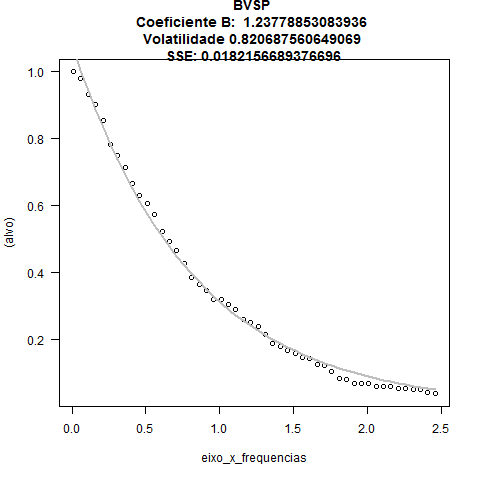 BVSP
Coeficiente B: 1.23778853083936
Volatilidade 0.820687560649069
SSE: 0.0182156689376696
1.0
0.8
0.6
0.4
0.2
(alvo)
0.0 0.5 1.0 1.5 2.0 2.5
eixo_x_frequencias